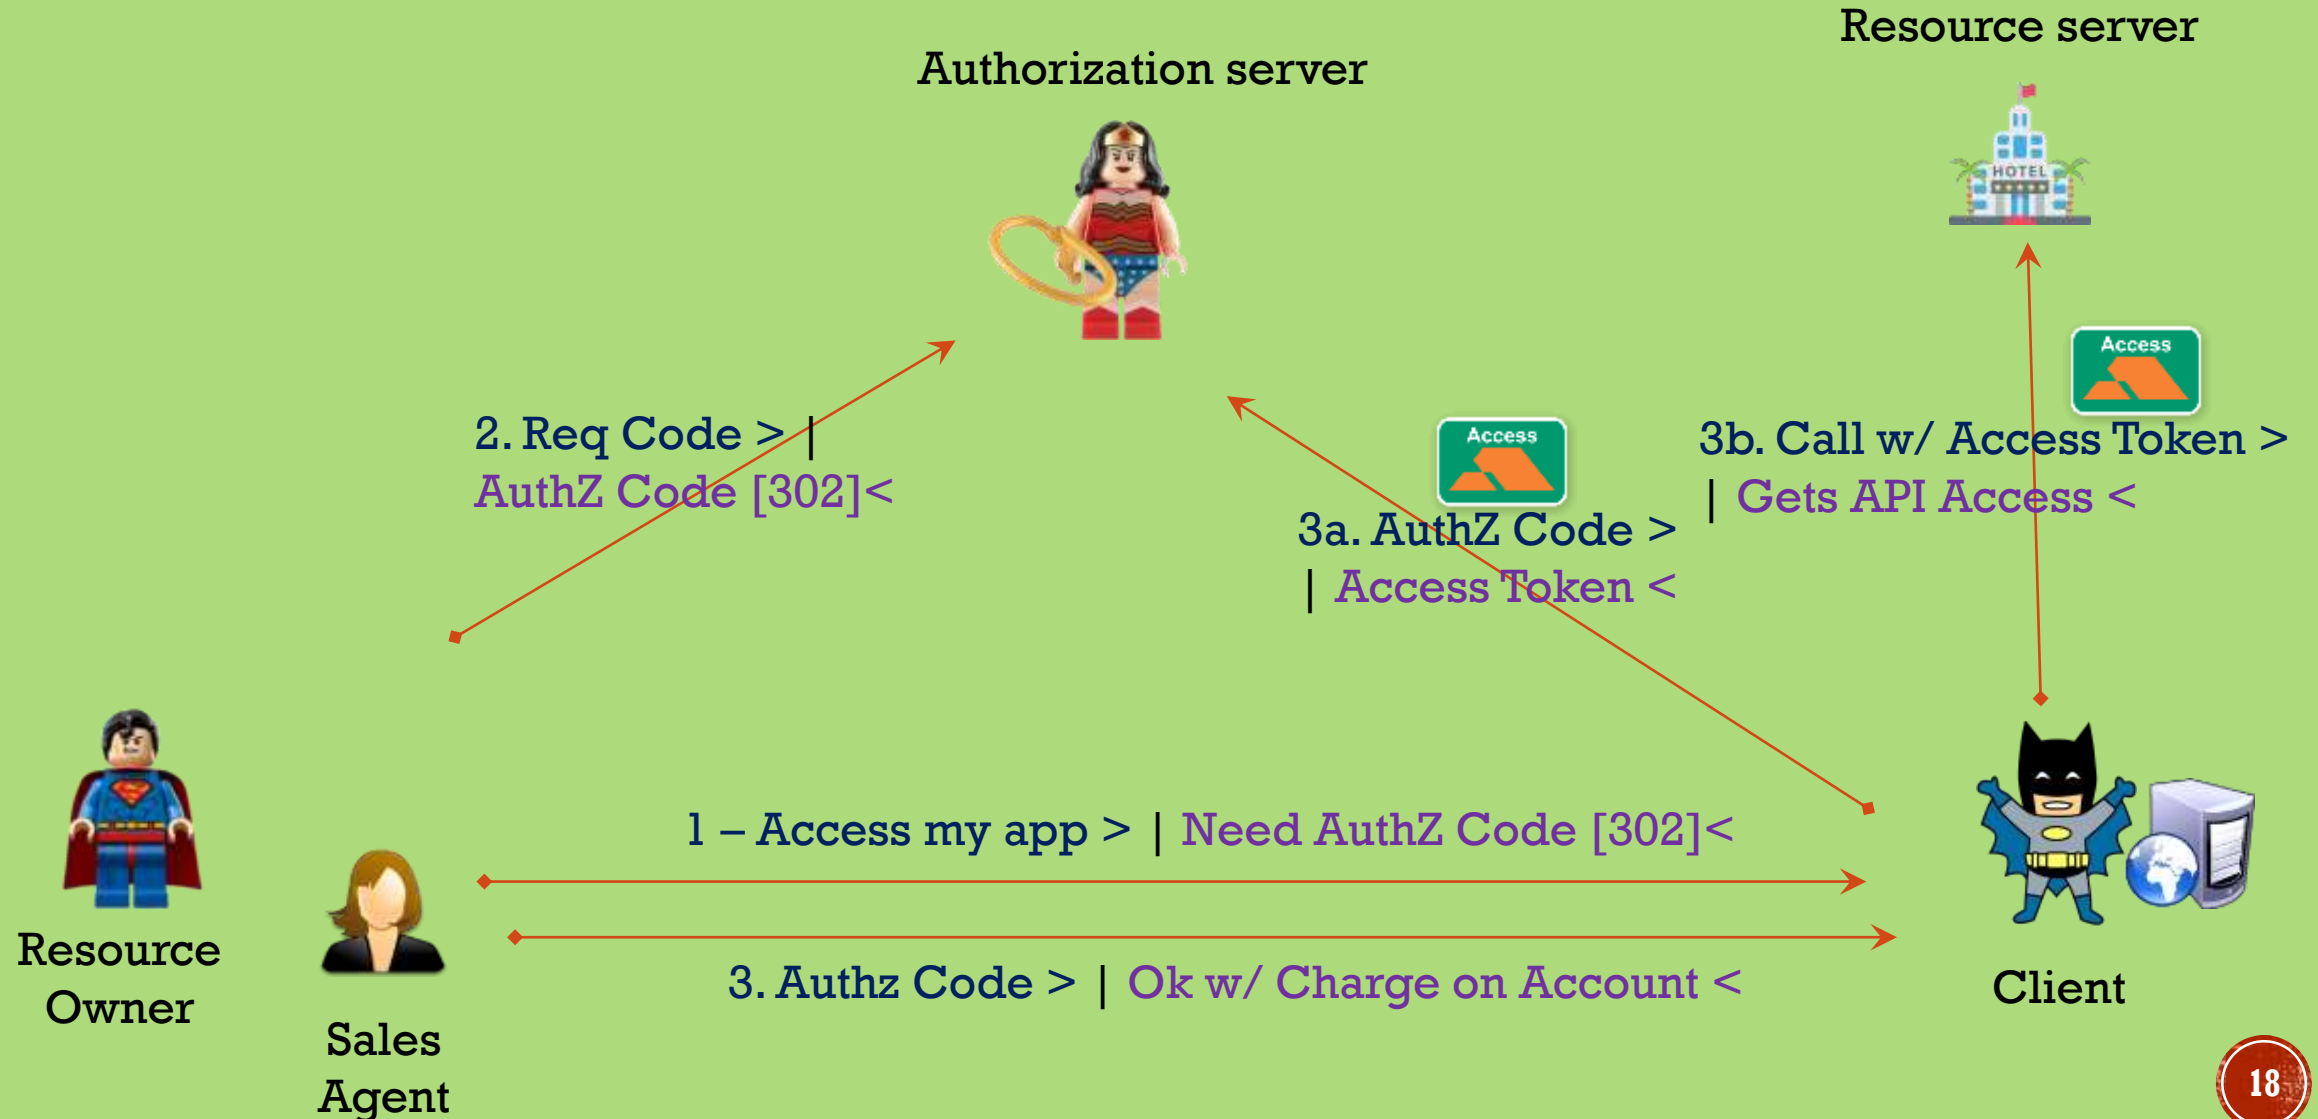 Resource server
Authorization server
HOTEL
Access
2. Req Code > |
AuthZ Code [302]<
Access
3b. Call w/ Access Token >
| Gets API Access <
3a. AuthZ Code >
| Access Token <
1 – Access my app > | Need AuthZ Code [302]<
3. Authz Code > | Ok w/ Charge on Account <
Resource
Owner
Sales
Agent
Client
18